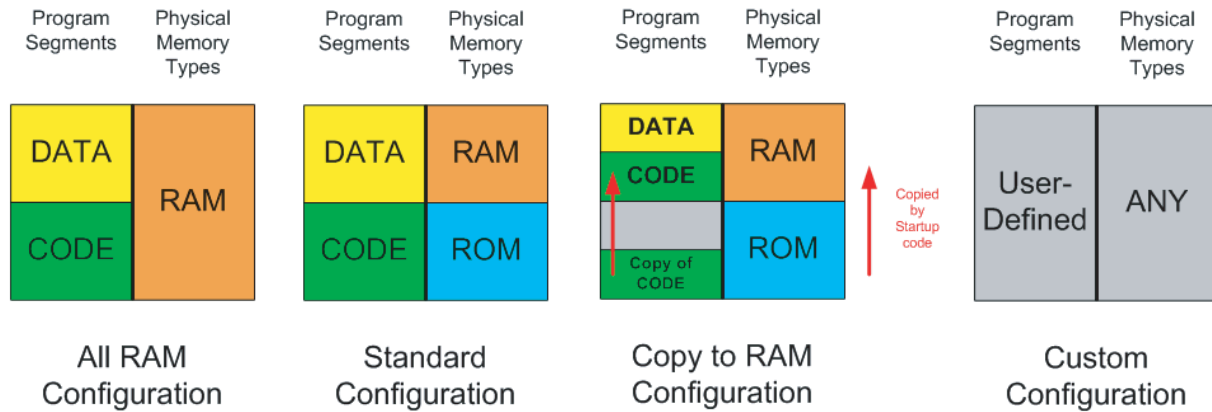 Program
Segments
Physical
Memory
Types
DATA
CODE
RAM
All RAM
Configuration
Program
Segments
Physical
Memory
Types
DATA
RAM
CODE
ROM
Standard
Configuration
Program
Segments
Physical
Memory
Types
DATA
CODE
Copy of
CODE
RAM
ROM
Copied
by
Startup
code
Copy to RAM
Configuration
Program
Segments
Physical
Memory
Types
User-
Defined
ANY
Custom
Configuration